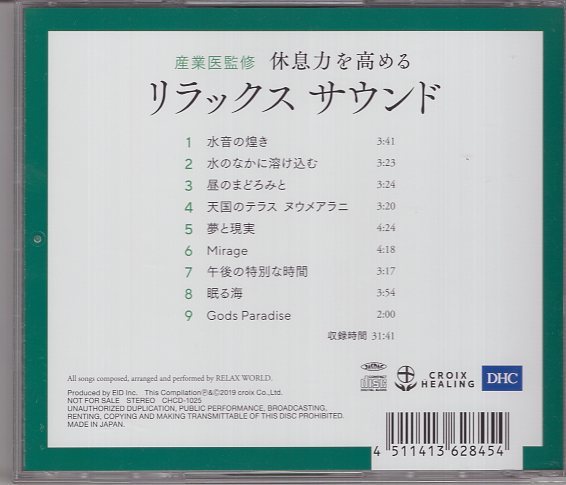 産業医監修 休息力を高める
リラックス サウンド
1 水音の煌き 3:41
2 水のなかに溶け込む 3:23
3 昼のまどろみと 3:24
4 天国のテラス ヌウメアラニ 3:20
5 夢と現実 4:24
6 Mirage 4:18
7 午後の特別な時間 3:17
8 眠る海 3:54
9 Gods Paradise 2:00
収録時間 31:41
All songs composed, arranged and performed by RELAX WORLD.
Produced by EID Inc. This Compilation Ⓟ&©2019 croix Co.,Ltd.
NOT FOR SALE STEREO CHCD-1025
UNAUTHORIZED DUPLICATION, PUBLIC PERFORMANCE, BROADCASTING,
RENTING, COPYING AND MAKING TRANSMITTABLE OF THIS DISC PROHIBITED.
MADE IN JAPAN.
COMPACT
disc
DIGITAL AUDIO
CROIX
HEALING
DHC
4 511413 628454